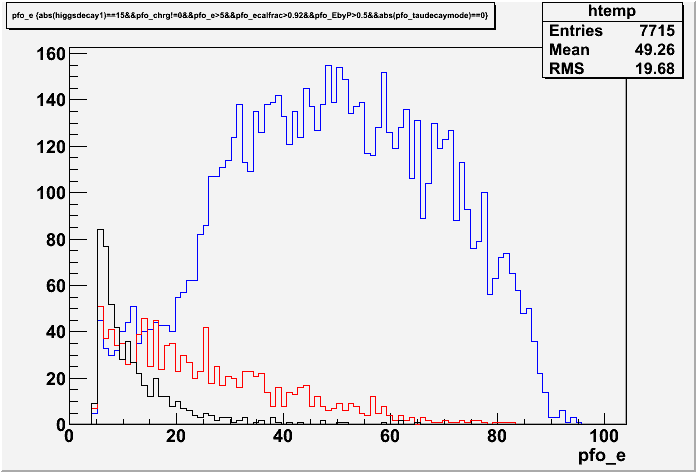 pfo_e {abs(higgsdecay1)==15&&pfo_chrg!=0&&pfo_e>5&&pfo_ecalfrac>0.92&&pfo_EbyP>0.5&&abs(pfo_taudecaymode)==0}
htemp
Entries 7715
Mean 49.26
RMS 19.68
160
140
120
100
80
60
40
20
0
0 20 40 60 80 100
pfo_e